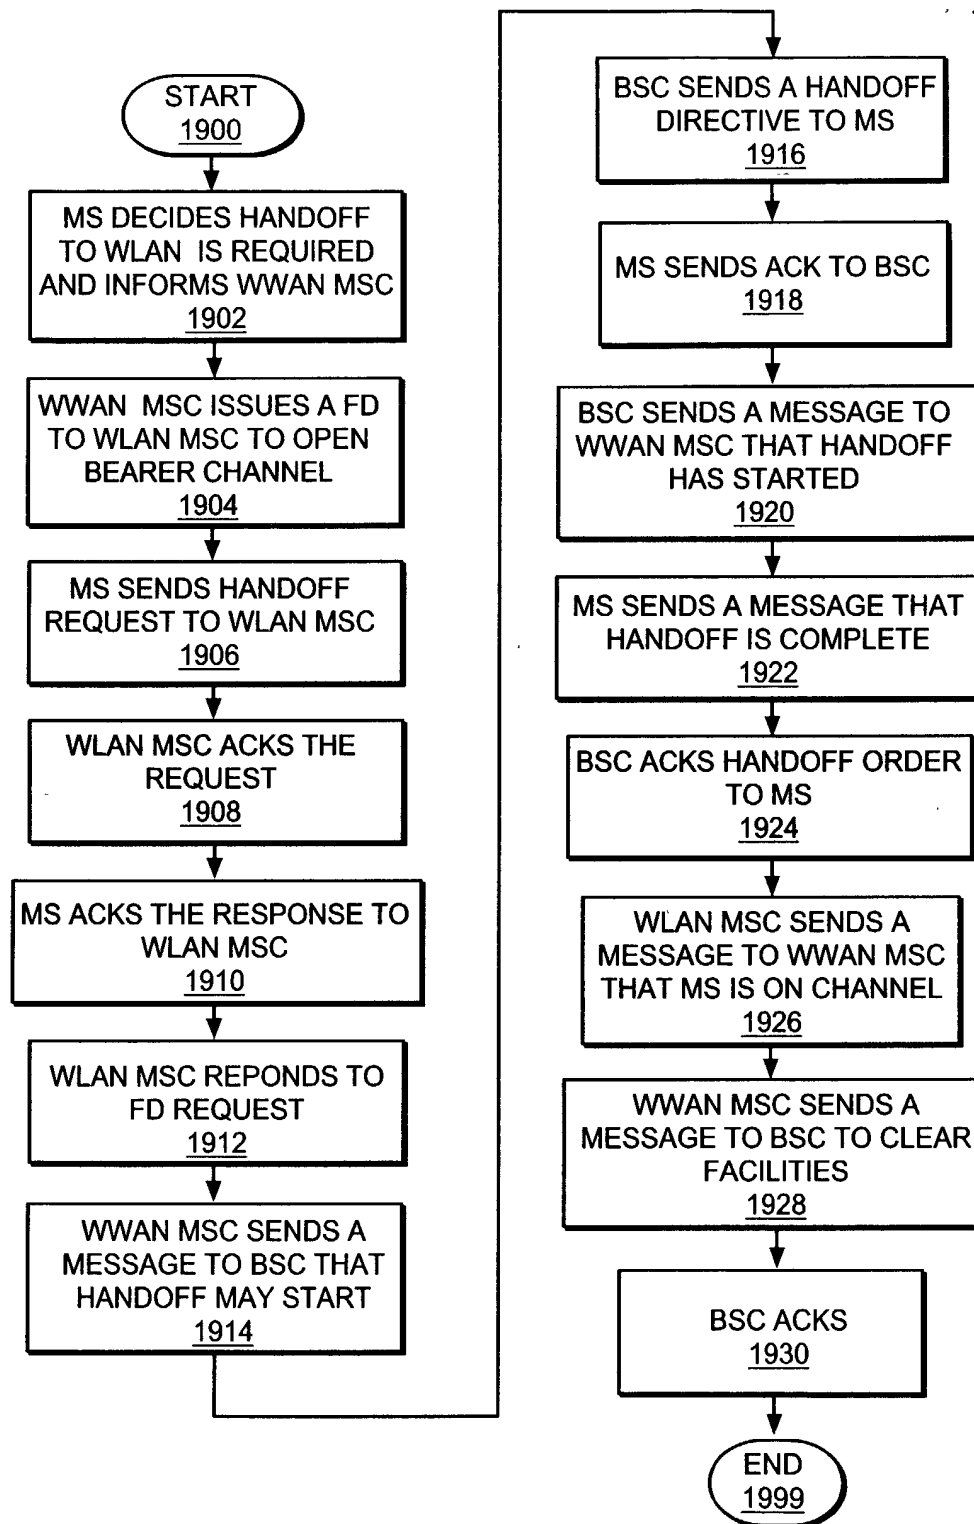 START
1900
MS DECIDES HANDOFF
TO WLAN IS REQUIRED
AND INFORMS WWAN MSC
1902
WWAN MSC ISSUES A FD
TO WLAN MSC TO OPEN
BEARER CHANNEL
1904
MS SENDS HANDOFF
REQUEST TO WLAN MSC
1906
WLAN MSC ACKS THE
REQUEST
1908
MS ACKS THE RESPONSE TO
WLAN MSC
1910
WLAN MSC REPONDS TO
FD REQUEST
1912
WWAN MSC SENDS A
MESSAGE TO BSC THAT
HANDOFF MAY START
1914
BSC SENDS A HANDOFF
DIRECTIVE TO MS
1916
MS SENDS ACK TO BSC
1918
BSC SENDS A MESSAGE TO
WWAN MSC THAT HANDOFF
HAS STARTED
1920
MS SENDS A MESSAGE THAT
HANDOFF IS COMPLETE
1922
BSC ACKS HANDOFF ORDER
TO MS
1924
WLAN MSC SENDS A
MESSAGE TO WWAN MSC
THAT MS IS ON CHANNEL
1926
WWAN MSC SENDS A
MESSAGE TO BSC TO CLEAR
FACILITIES
1928
BSC ACKS
1930
END
1999